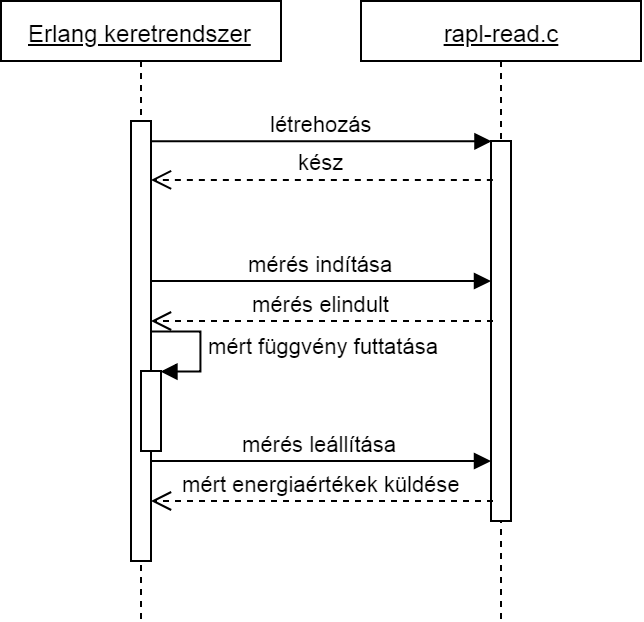 Erlang keretrendszer
rapl-read.c
létrehozás
kész
mérés indítása
mérés elindult
mért függvény futtatása
mérés leállítása
mért energiaértékek küldése